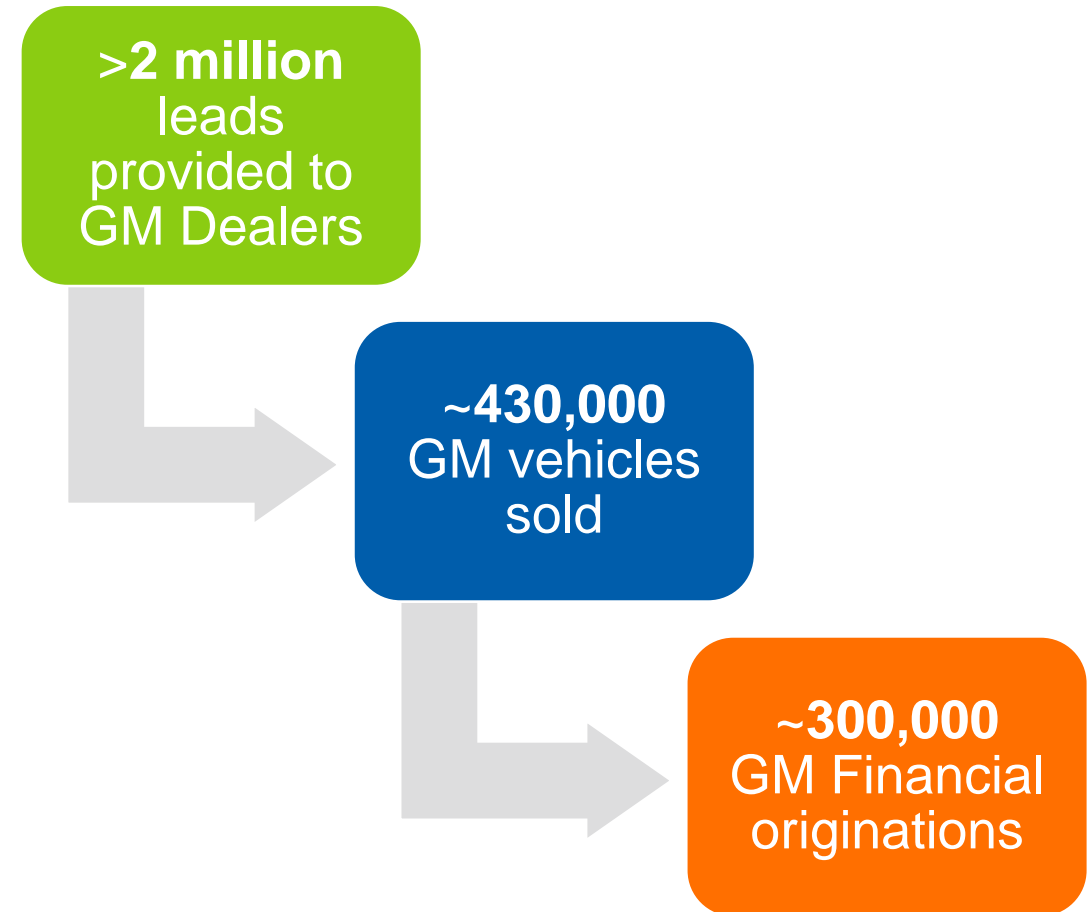 >2 million
leads
provided to
GM Dealers
~430,000
GM vehicles
sold
~300,000
GM Financial
originations